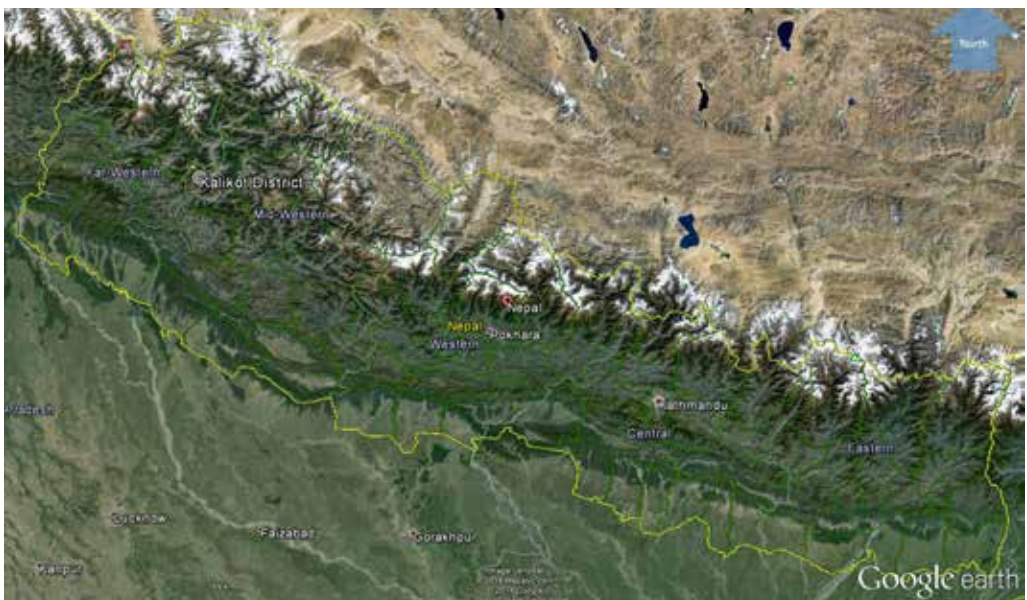 North
Far-Western
Kalikot District
Mid-Western
Nepal
Nepal
Pokhara
Western
Kathmandu
Central
Eastern
Pradesh
Lucknow
Faizabad
Gorakhpur
Kanpur
Google earth